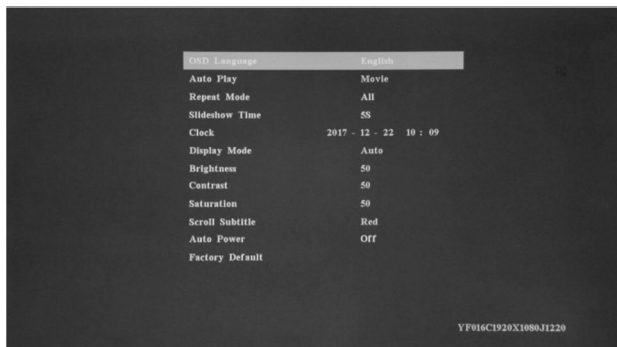 OSD Language English
Auto Play Movie
Repeat Mode All
Slideshow Time 5S
Clock 2017 - 12 - 22 10 : 09
Display Mode Auto
Brightness 50
Contrast 50
Saturation 50
Scroll Subtitle Red
Auto Power Off
Factory Default
YF016C1920X1080J1220